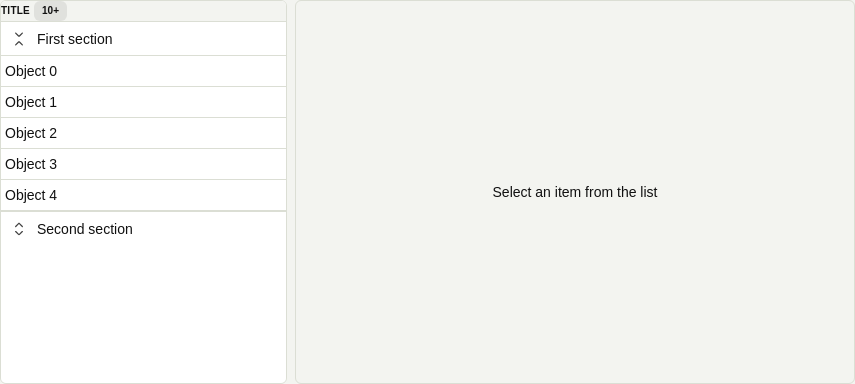 TITLE 10+
First section
Object 0
Object 1
Object 2
Object 3
Object 4
Second section
Select an item from the list